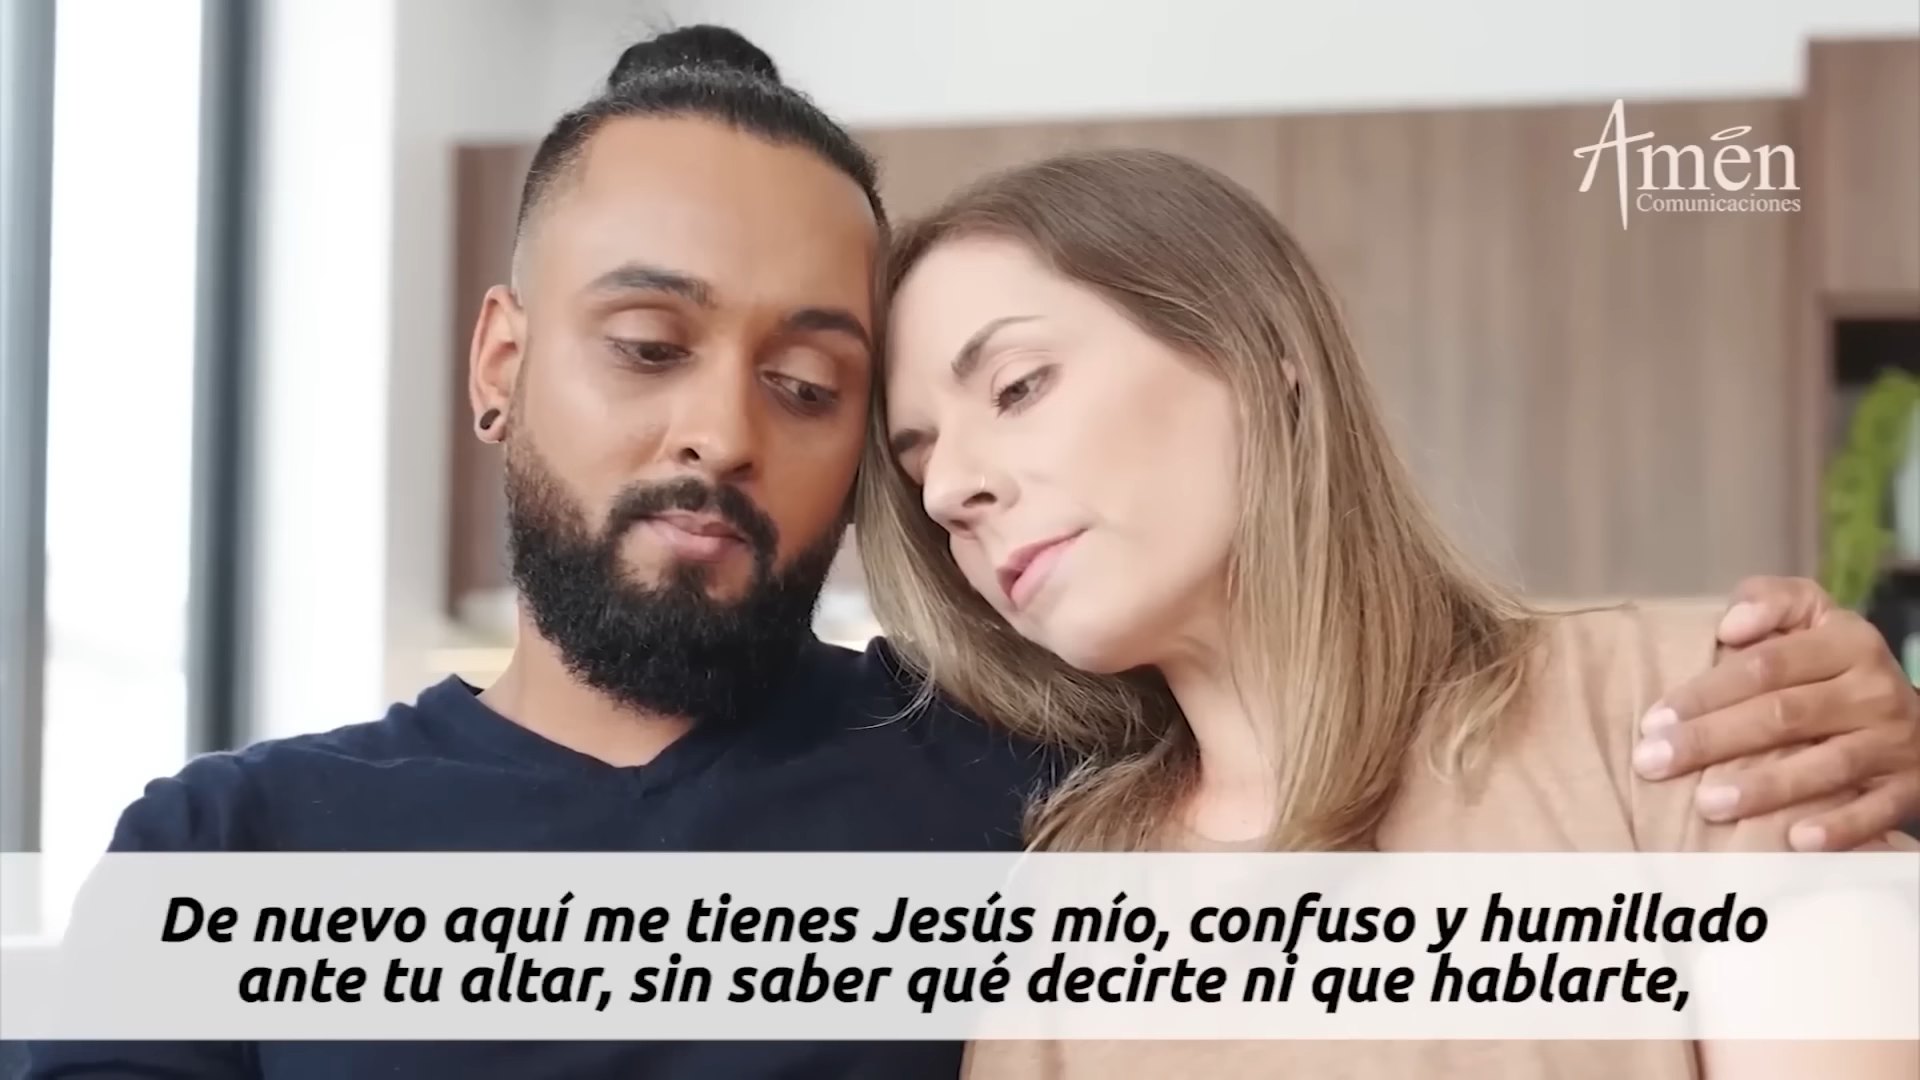 Amén
Comunicaciones
De nuevo aquí me tienes Jesús mío, confuso y humillado
ante tu altar, sin saber qué decirte ni que hablarte,